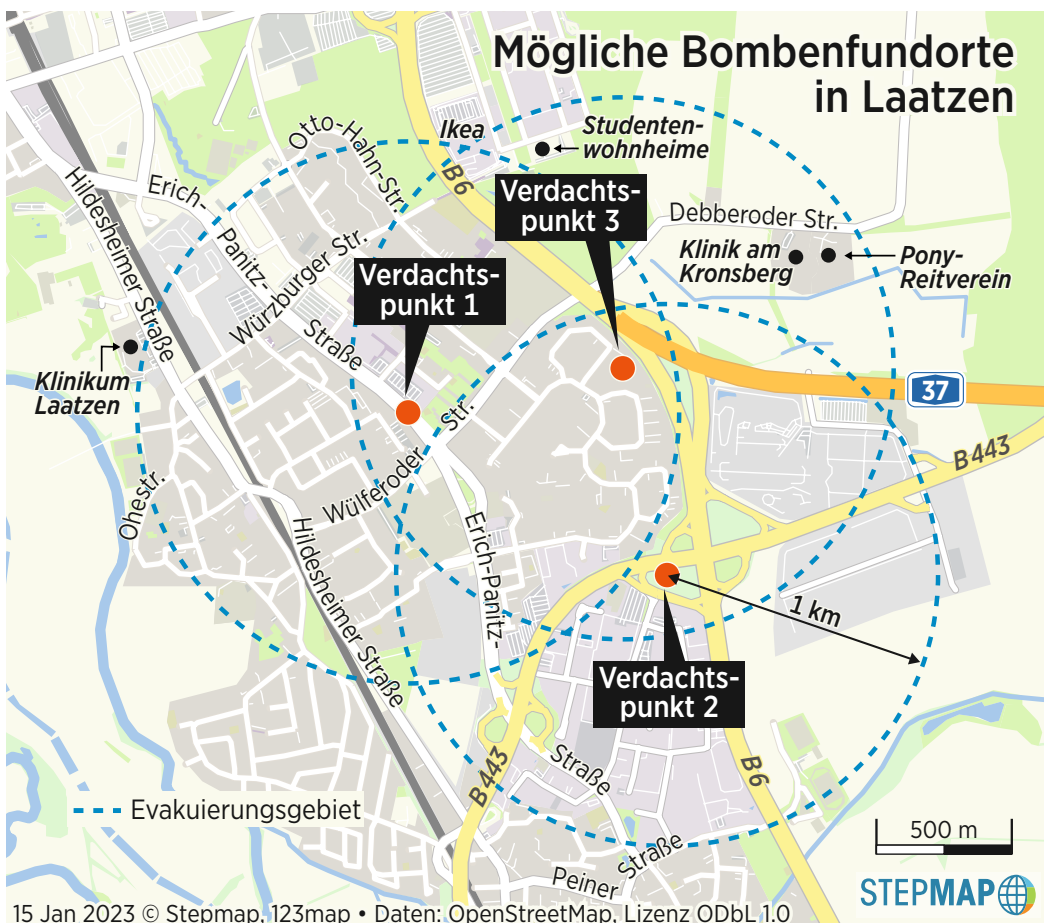 Mögliche Bombenfundorte
in Laatzen
Ikea
Studenten-
wohnheime
Otto-Hahn-Str.
B6
Erich-
Panitz-
Straße
Hildesheimer Straße
Würzburger Str.
Verdachts-
punkt 3
Debberoder Str.
Klinik am
Kronsberg
Pony-
Reitverein
Verdachts-
punkt 1
Klinikum
Laatzen
37
B 443
Str.
Wülferoder
Ohestr.
Hildesheimer Straße
Erich-Panitz-
1 km
Verdachts-
punkt 2
Straße
B 443
B6
Evakuierungsgebiet
500 m
Peiner
Straße
STEPMAP
15 Jan 2023 © Stepmap, 123map • Daten: OpenStreetMap, Lizenz ODbL 1.0